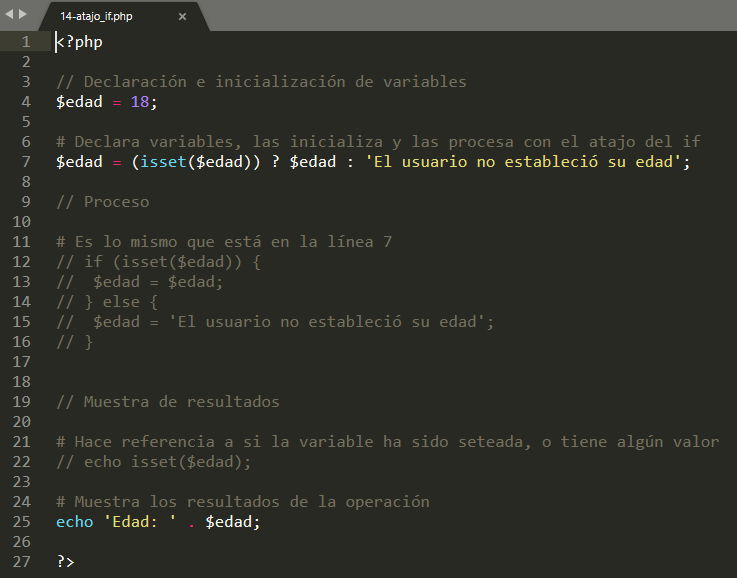 14-atajo_if.php ×
1 <?php
2
3 // Declaración e inicialización de variables
4 $edad = 18;
5
6 # Declara variables, las inicializa y las procesa con el atajo del if
7 $edad = (isset($edad)) ? $edad : 'El usuario no estableció su edad';
8
9 // Proceso
10
11 # Es lo mismo que está en la línea 7
12 // if (isset($edad)) {
13 //  $edad = $edad;
14 // } else {
15 //  $edad = 'El usuario no estableció su edad';
16 // }
17
18
19 // Muestra de resultados
20
21 # Hace referencia a si la variable ha sido seteada, o tiene algún valor
22 // echo isset($edad);
23
24 # Muestra los resultados de la operación
25 echo 'Edad: ' . $edad;
26
27 ?>